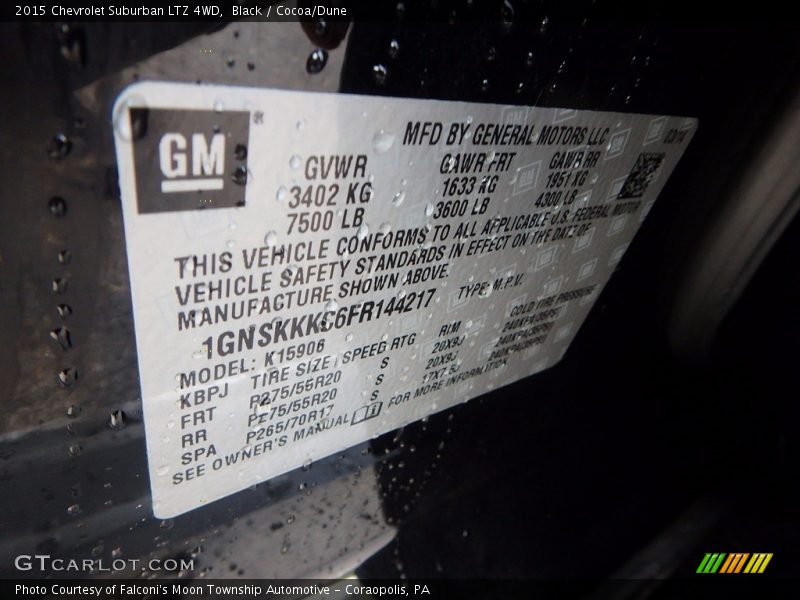 2015 Chevrolet Suburban LTZ 4WD, Black / Cocoa/Dune
GM ®
MFD BY GENERAL MOTORS LLC
GVWR GAWR FRT GAWR RR
3402 KG 1633 KG 1951 KG
7500 LB 3600 LB 4300 LB
THIS VEHICLE CONFORMS TO ALL APPLICABLE U.S. FEDERAL MOTOR
VEHICLE SAFETY STANDARDS IN EFFECT ON THE DATE OF
MANUFACTURE SHOWN ABOVE.
1GNSKKKC6FR144217 TYPE: M.P.V.
MODEL: K15906
KBPJ TIRE SIZE SPEED RTG RIM COLD TIRE PRESSURE
FRT P275/55R20 S 20X9J
RR P275/55R20 S 20X9J
SPA P265/70R17 S 17X7.5J
SEE OWNER'S MANUAL FOR MORE INFORMATION
GTCARLOT.COM
Photo Courtesy of Falconi's Moon Township Automotive – Coraopolis, PA